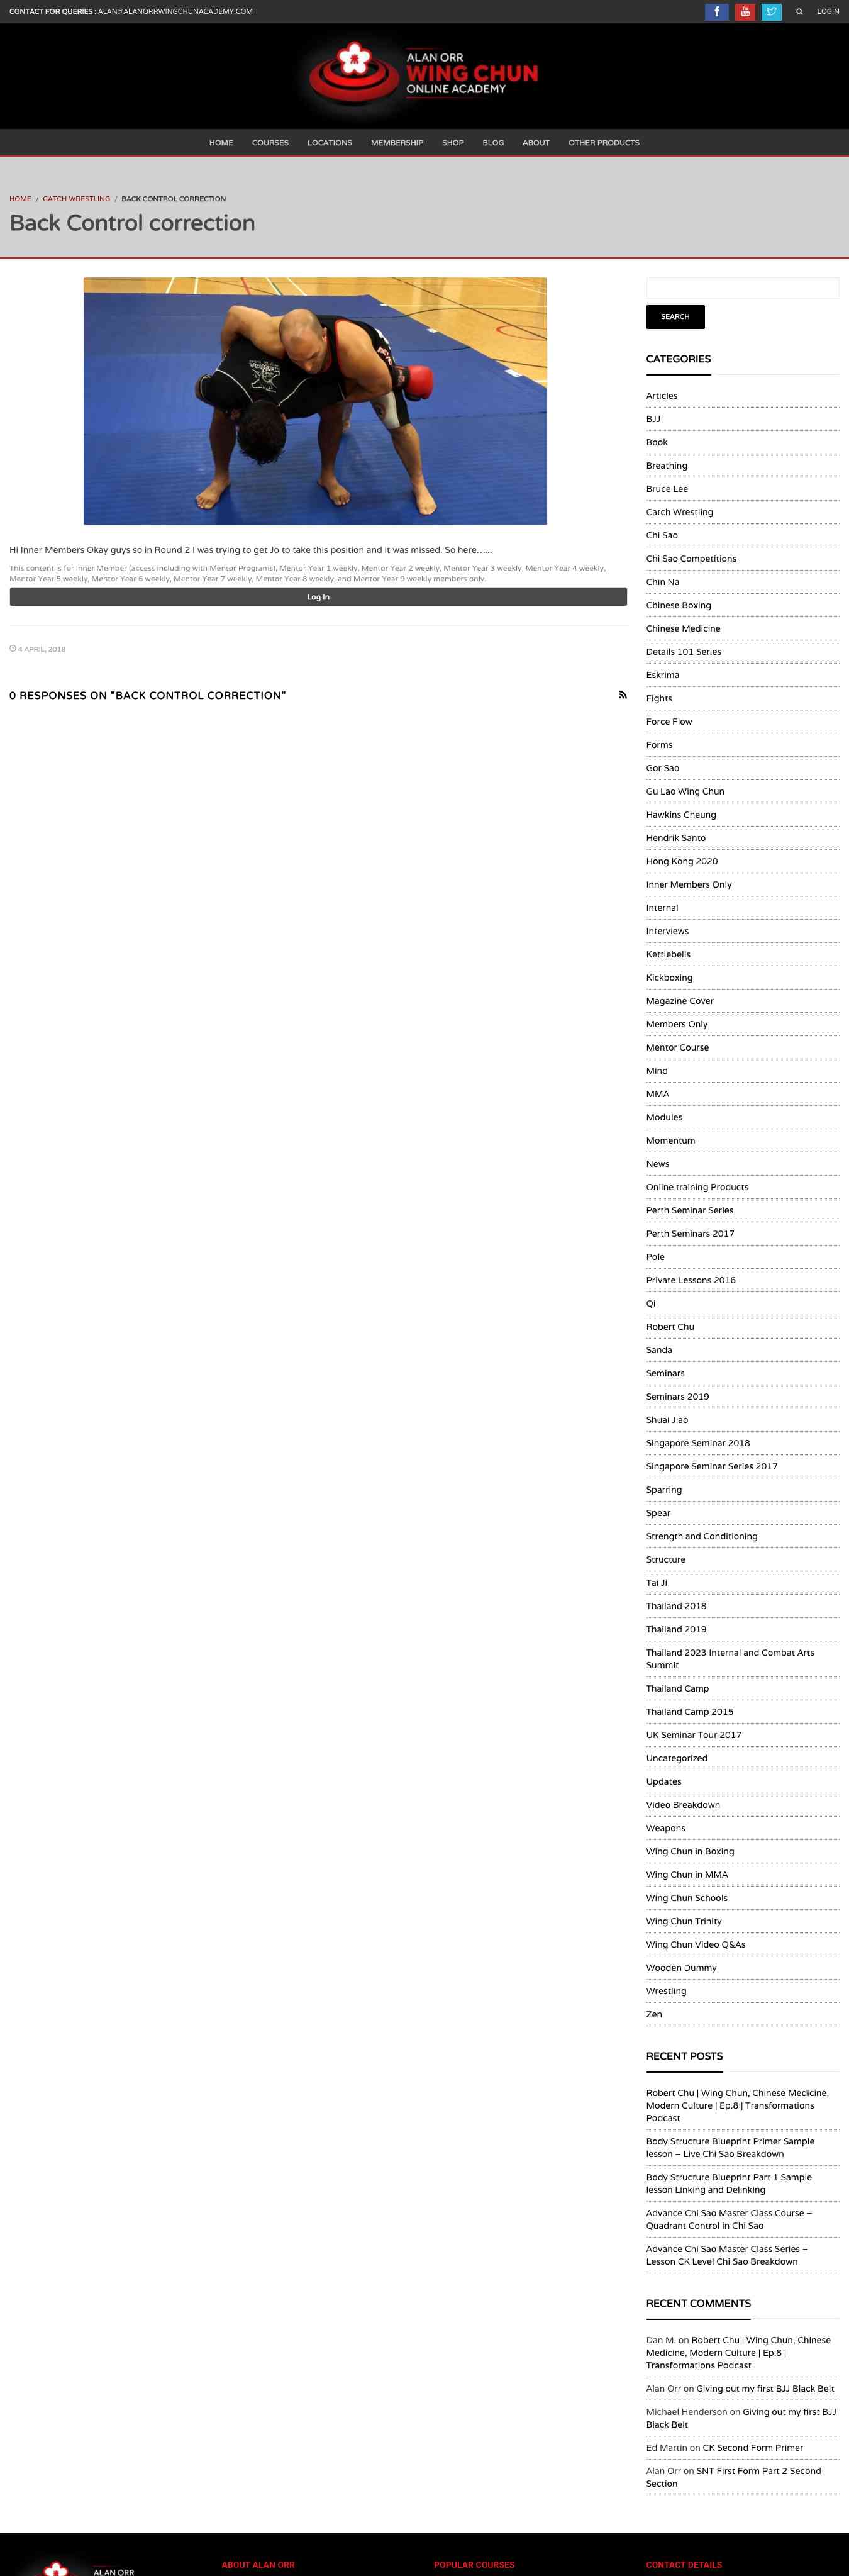 CONTACT FOR QUERIES : ALAN@ALANORRWINGCHUNACADEMY.COM
LOGIN
ALAN ORR
WING CHUN
ONLINE ACADEMY
HOME COURSES LOCATIONS MEMBERSHIP SHOP BLOG ABOUT OTHER PRODUCTS
HOME / CATCH WRESTLING / BACK CONTROL CORRECTION
Back Control correction
Hi Inner Members Okay guys so in Round 2 I was trying to get Jo to take this position and it was missed. So here…...
This content is for Inner Member (access including with Mentor Programs), Mentor Year 1 weekly, Mentor Year 2 weekly, Mentor Year 3 weekly, Mentor Year 4 weekly,
Mentor Year 5 weekly, Mentor Year 6 weekly, Mentor Year 7 weekly, Mentor Year 8 weekly, and Mentor Year 9 weekly members only.
Log In
4 APRIL, 2018
0 RESPONSES ON "BACK CONTROL CORRECTION"
SEARCH
CATEGORIES
Articles
BJJ
Book
Breathing
Bruce Lee
Catch Wrestling
Chi Sao
Chi Sao Competitions
Chin Na
Chinese Boxing
Chinese Medicine
Details 101 Series
Eskrima
Fights
Force Flow
Forms
Gor Sao
Gu Lao Wing Chun
Hawkins Cheung
Hendrik Santo
Hong Kong 2020
Inner Members Only
Internal
Interviews
Kettlebells
Kickboxing
Magazine Cover
Members Only
Mentor Course
Mind
MMA
Modules
Momentum
News
Online training Products
Perth Seminar Series
Perth Seminars 2017
Pole
Private Lessons 2016
Qi
Robert Chu
Sanda
Seminars
Seminars 2019
Shuai Jiao
Singapore Seminar 2018
Singapore Seminar Series 2017
Sparring
Spear
Strength and Conditioning
Structure
Tai Ji
Thailand 2018
Thailand 2019
Thailand 2023 Internal and Combat Arts
Summit
Thailand Camp
Thailand Camp 2015
UK Seminar Tour 2017
Uncategorized
Updates
Video Breakdown
Weapons
Wing Chun in Boxing
Wing Chun in MMA
Wing Chun Schools
Wing Chun Trinity
Wing Chun Video Q&As
Wooden Dummy
Wrestling
Zen
RECENT POSTS
Robert Chu | Wing Chun, Chinese Medicine,
Modern Culture | Ep.8 | Transformations
Podcast
Body Structure Blueprint Primer Sample
lesson – Live Chi Sao Breakdown
Body Structure Blueprint Part 1 Sample
lesson Linking and Delinking
Advance Chi Sao Master Class Course –
Quadrant Control in Chi Sao
Advance Chi Sao Master Class Series –
Lesson CK Level Chi Sao Breakdown
RECENT COMMENTS
Dan M. on Robert Chu | Wing Chun, Chinese
Medicine, Modern Culture | Ep.8 |
Transformations Podcast
Alan Orr on Giving out my first BJJ Black Belt
Michael Henderson on Giving out my first BJJ
Black Belt
Ed Martin on CK Second Form Primer
Alan Orr on SNT First Form Part 2 Second
Section
ALAN ORR
ABOUT ALAN ORR
POPULAR COURSES
CONTACT DETAILS